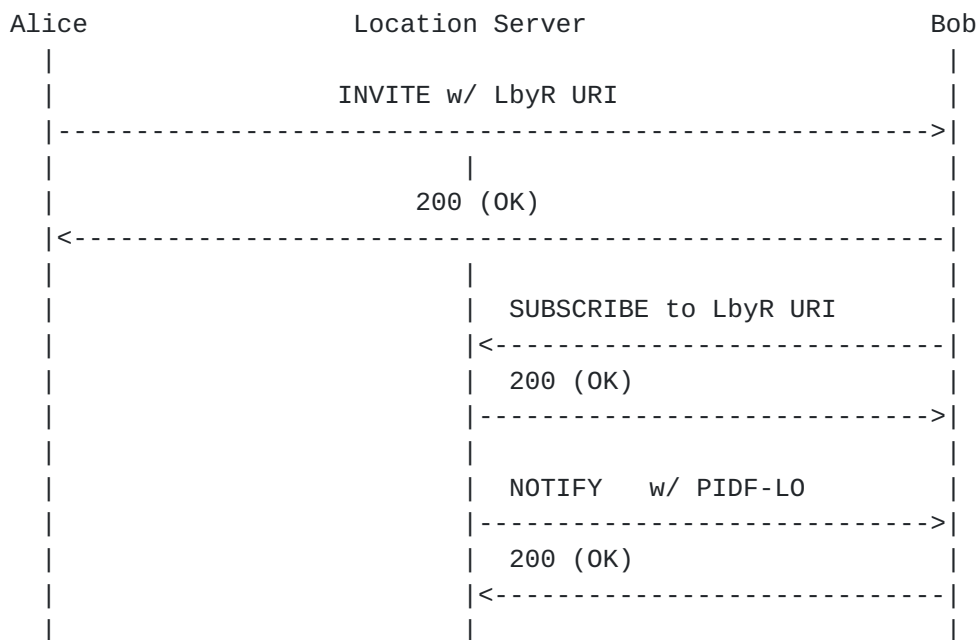 Alice Location Server Bob
INVITE w/ LbyR URI
200 (OK)
SUBSCRIBE to LbyR URI
200 (OK)
NOTIFY w/ PIDF-LO
200 (OK)